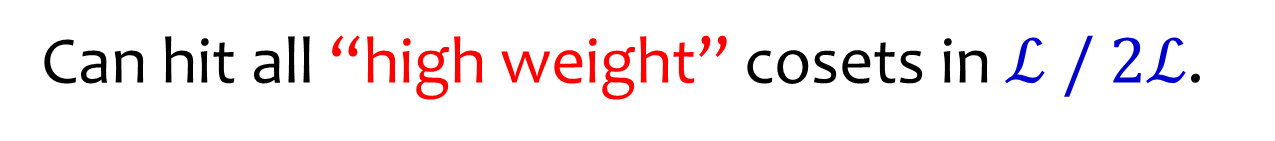 Can hit all “high weight” cosets in ℒ / 2ℒ.